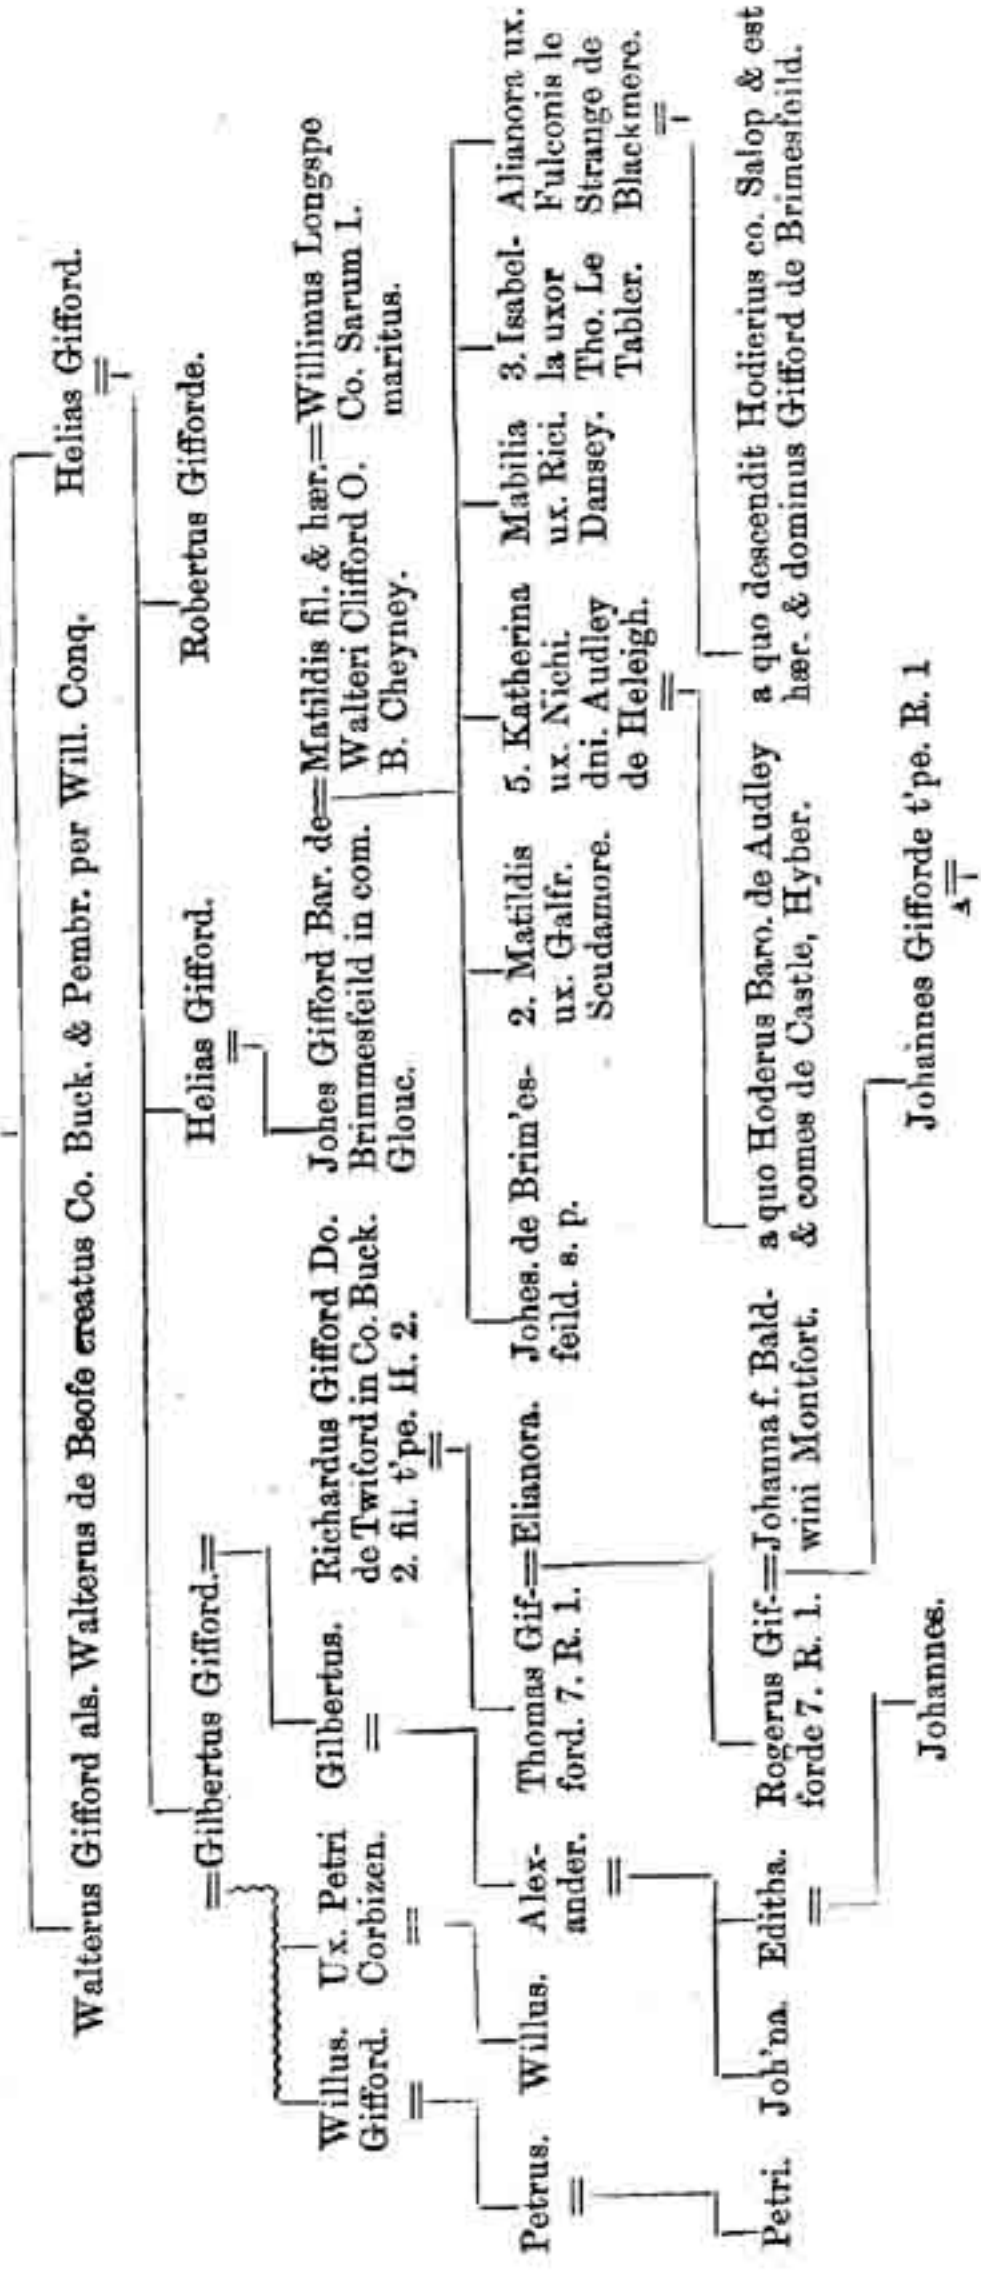 Walterus Gifford als. Walterus de Beofe creatus Co. Buck. & Pembr. per Will. Conq.
Helias Gifford.
=Gilbertus Gifford.=
Helias Gifford.
Robertus Gifforde.
Willus.
Gifford.
Ux. Petri
Corbizen.
Gilbertus.
Richardus Gifford Do.
de Twiford in Co. Buck.
2. fil. t'pe. H. 2.
Johes Gifford Bar. de=
Brimmesfeild in com.
Glouc.
Matildis fil. & hær.=
Walteri Clifford O.
B. Cheyney.
Willimus Longspe
Co. Sarum 1.
maritus.
Petrus.
Willus.
Alex-
ander.
Thomas Gif-=Elianora.
ford. 7. R. 1.
Johes. de Brim'es-
feild. s. p.
2. Matildis
ux. Galfr.
Scudamore.
5. Katherina
ux. Nichi.
dni. Audley
de Heleigh.
Mabilia
ux. Rici.
Dansey.
3. Isabel-
la uxor
Tho. Le
Tabler.
Alianora ux.
Fulconis le
Strange de
Blackmere.
Petri.
Joh'na.
Editha.
Rogerus Gif-=Johanna f. Bald-
forde 7. R. 1. wini Montfort.
a quo Hoderus Baro. de Audley
& comes de Castle, Hyber.
a quo descendit Hodierius co. Salop & est
hær. & dominus Gifford de Brimesfeild.
Johannes.
Johannes Gifforde t'pe. R. 1
A